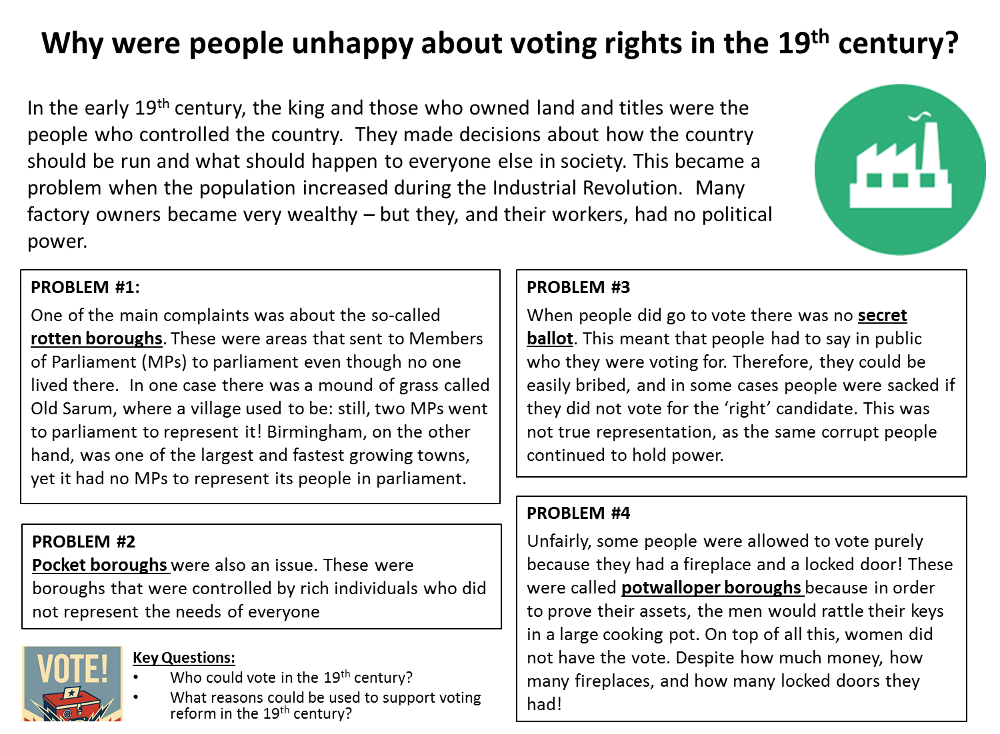 Why were people unhappy about voting rights in the 19th century?
In the early 19th century, the king and those who owned land and titles were the
people who controlled the country.  They made decisions about how the country
should be run and what should happen to everyone else in society. This became a
problem when the population increased during the Industrial Revolution.  Many
factory owners became very wealthy – but they, and their workers, had no political
power.
PROBLEM #1:
One of the main complaints was about the so-called
rotten boroughs. These were areas that sent to Members
of Parliament (MPs) to parliament even though no one
lived there.  In one case there was a mound of grass called
Old Sarum, where a village used to be: still, two MPs went
to parliament to represent it! Birmingham, on the other
hand, was one of the largest and fastest growing towns,
yet it had no MPs to represent its people in parliament.
PROBLEM #2
Pocket boroughs were also an issue. These were
boroughs that were controlled by rich individuals who did
not represent the needs of everyone
VOTE!
Key Questions:
• Who could vote in the 19th century?
• What reasons could be used to support voting
reform in the 19th century?
PROBLEM #3
When people did go to vote there was no secret
ballot. This meant that people had to say in public
who they were voting for. Therefore, they could be
easily bribed, and in some cases people were sacked if
they did not vote for the ‘right’ candidate. This was
not true representation, as the same corrupt people
continued to hold power.
PROBLEM #4
Unfairly, some people were allowed to vote purely
because they had a fireplace and a locked door! These
were called potwalloper boroughs because in order
to prove their assets, the men would rattle their keys
in a large cooking pot. On top of all this, women did
not have the vote. Despite how much money, how
many fireplaces, and how many locked doors they
had!